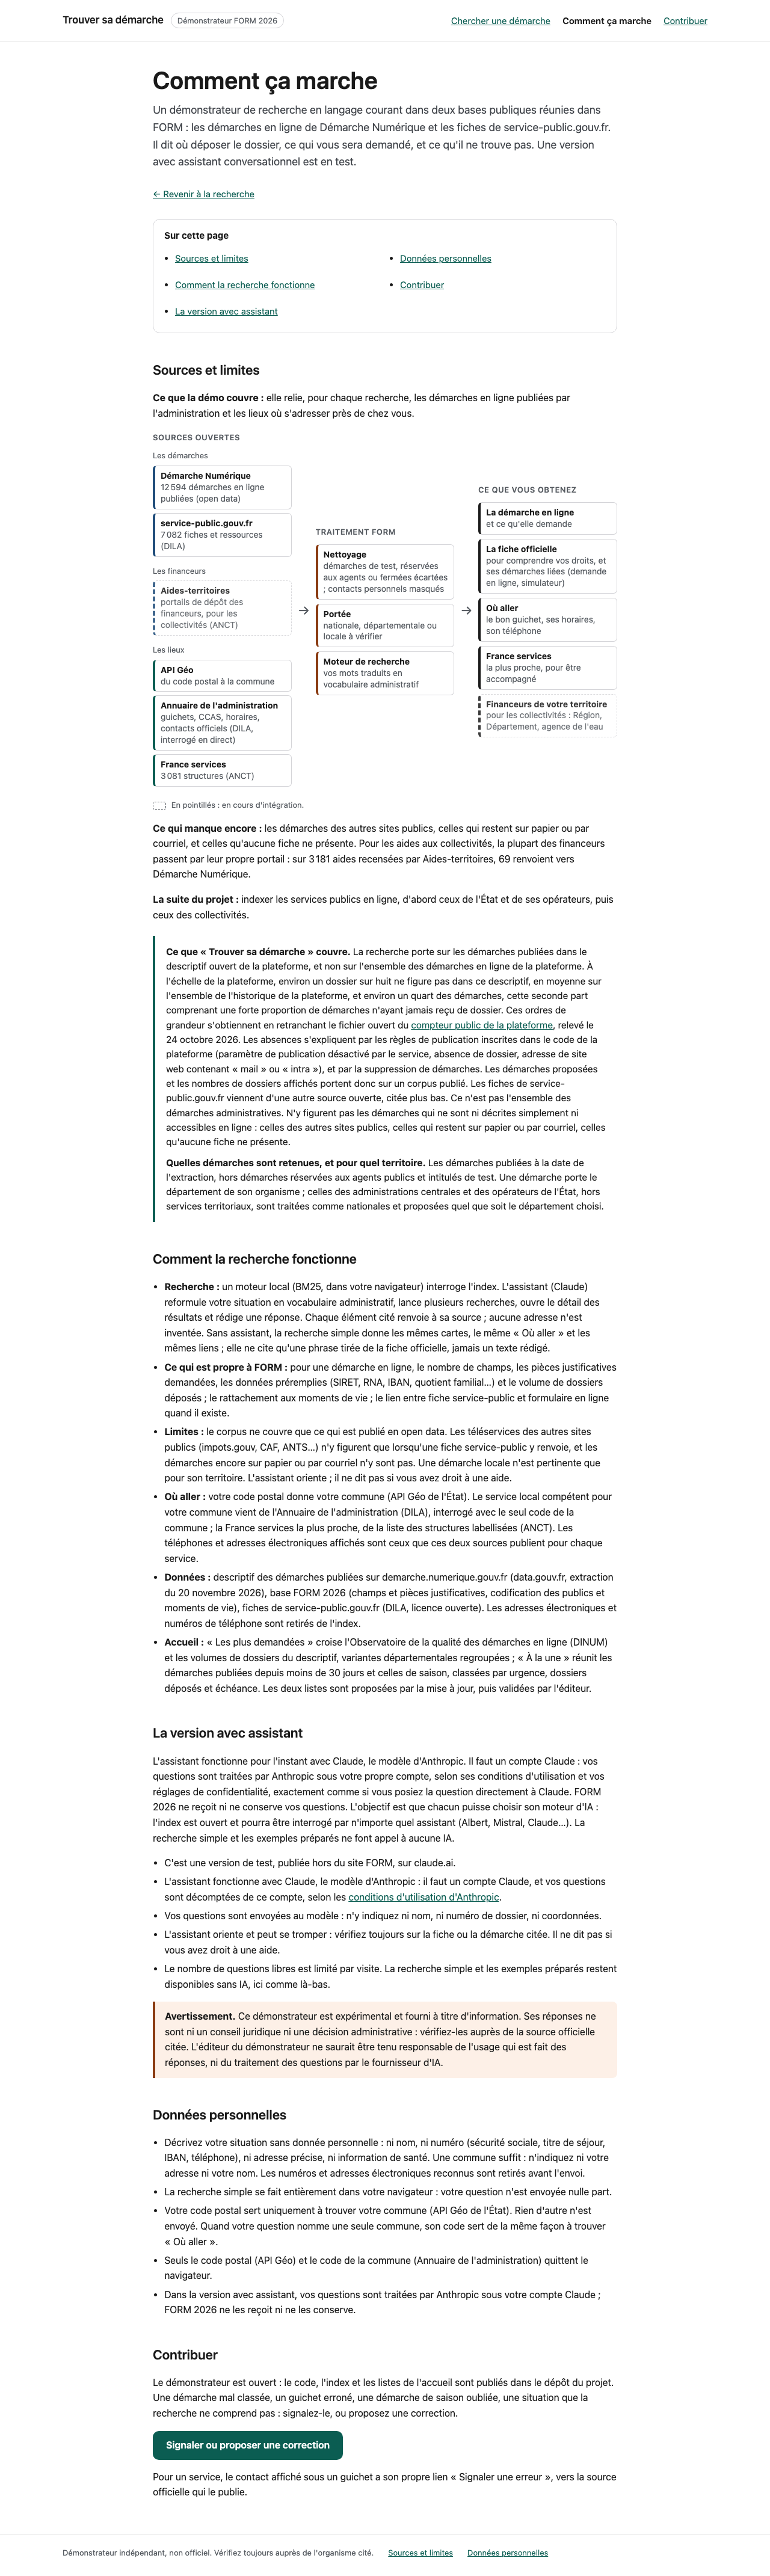 Trouver sa démarche
Démonstrateur FORM 2026
Chercher une démarche
Comment ça marche
Contribuer
Comment ça marche
Un démonstrateur de recherche en langage courant dans deux bases publiques réunies dans
FORM : les démarches en ligne de Démarche Numérique et les fiches de service-public.gouv.fr.
Il dit où déposer le dossier, ce qui vous sera demandé, et ce qu'il ne trouve pas. Une version
avec assistant conversationnel est en test.
← Revenir à la recherche
Sur cette page
• Sources et limites
• Comment la recherche fonctionne
• La version avec assistant
• Données personnelles
• Contribuer
Sources et limites
Ce que la démo couvre : elle relie, pour chaque recherche, les démarches en ligne publiées par
l'administration et les lieux où s'adresser près de chez vous.
SOURCES OUVERTES
Les démarches
Démarche Numérique
12 594 démarches en ligne
publiées (open data)
service-public.gouv.fr
7 082 fiches et ressources
(DILA)
Les financeurs
Aides-territoires
portails de dépôt des
financeurs, pour les
collectivités (ANCT)
Les lieux
API Géo
du code postal à la commune
Annuaire de l'administration
guichets, CCAS, horaires,
contacts officiels (DILA,
interrogé en direct)
France services
3 081 structures (ANCT)
→
TRAITEMENT FORM
Nettoyage
démarches de test, réservées
aux agents ou fermées écartées
; contacts personnels masqués
Portée
nationale, départementale ou
locale à vérifier
Moteur de recherche
vos mots traduits en
vocabulaire administratif
→
CE QUE VOUS OBTENEZ
La démarche en ligne
et ce qu'elle demande
La fiche officielle
pour comprendre vos droits, et
ses démarches liées (demande
en ligne, simulateur)
Où aller
le bon guichet, ses horaires,
son téléphone
France services
la plus proche, pour être
accompagné
Financeurs de votre territoire
pour les collectivités : Région,
Département, agence de l'eau
En pointillés : en cours d'intégration.
Ce qui manque encore : les démarches des autres sites publics, celles qui restent sur papier ou par
courriel, et celles qu'aucune fiche ne présente. Pour les aides aux collectivités, la plupart des financeurs
passent par leur propre portail : sur 3 181 aides recensées par Aides-territoires, 69 renvoient vers
Démarche Numérique.
La suite du projet : indexer les services publics en ligne, d'abord ceux de l'État et de ses opérateurs, puis
ceux des collectivités.
Ce que « Trouver sa démarche » couvre. La recherche porte sur les démarches publiées dans le
descriptif ouvert de la plateforme, et non sur l'ensemble des démarches en ligne de la plateforme. À
l'échelle de la plateforme, environ un dossier sur huit ne figure pas dans ce descriptif, en moyenne sur
l'ensemble de l'historique de la plateforme, et environ un quart des démarches, cette seconde part
comprenant une forte proportion de démarches n'ayant jamais reçu de dossier. Ces ordres de
grandeur s'obtiennent en retranchant le fichier ouvert du compteur public de la plateforme, relevé le
24 octobre 2026. Les absences s'expliquent par les règles de publication inscrites dans le code de la
plateforme (paramètre de publication désactivé par le service, absence de dossier, adresse de site
web contenant « mail » ou « intra »), et par la suppression de démarches. Les démarches proposées
et les nombres de dossiers affichés portent donc sur un corpus publié. Les fiches de service-
public.gouv.fr viennent d'une autre source ouverte, citée plus bas. Ce n'est pas l'ensemble des
démarches administratives. N'y figurent pas les démarches qui ne sont ni décrites simplement ni
accessibles en ligne : celles des autres sites publics, celles qui restent sur papier ou par courriel, celles
qu'aucune fiche ne présente.
Quelles démarches sont retenues, et pour quel territoire. Les démarches publiées à la date de
l'extraction, hors démarches réservées aux agents publics et intitulés de test. Une démarche porte le
département de son organisme ; celles des administrations centrales et des opérateurs de l'État, hors
services territoriaux, sont traitées comme nationales et proposées quel que soit le département choisi.
Comment la recherche fonctionne
• Recherche : un moteur local (BM25, dans votre navigateur) interroge l'index. L'assistant (Claude)
reformule votre situation en vocabulaire administratif, lance plusieurs recherches, ouvre le détail des
résultats et rédige une réponse. Chaque élément cité renvoie à sa source ; aucune adresse n'est
inventée. Sans assistant, la recherche simple donne les mêmes cartes, le même « Où aller » et les
mêmes liens ; elle ne cite qu'une phrase tirée de la fiche officielle, jamais un texte rédigé.
• Ce qui est propre à FORM : pour une démarche en ligne, le nombre de champs, les pièces justificatives
demandées, les données préremplies (SIRET, RNA, IBAN, quotient familial…) et le volume de dossiers
déposés ; le rattachement aux moments de vie ; le lien entre fiche service-public et formulaire en ligne
quand il existe.
• Limites : le corpus ne couvre que ce qui est publié en open data. Les téléservices des autres sites
publics (impots.gouv, CAF, ANTS…) n'y figurent que lorsqu'une fiche service-public y renvoie, et les
démarches encore sur papier ou par courriel n'y sont pas. Une démarche locale n'est pertinente que
pour son territoire. L'assistant oriente ; il ne dit pas si vous avez droit à une aide.
• Où aller : votre code postal donne votre commune (API Géo de l'État). Le service local compétent pour
votre commune vient de l'Annuaire de l'administration (DILA), interrogé avec le seul code de la
commune ; la France services la plus proche, de la liste des structures labellisées (ANCT). Les
téléphones et adresses électroniques affichés sont ceux que ces deux sources publient pour chaque
service.
• Données : descriptif des démarches publiées sur demarche.numerique.gouv.fr (data.gouv.fr, extraction
du 20 novembre 2026), base FORM 2026 (champs et pièces justificatives, codification des publics et
moments de vie), fiches de service-public.gouv.fr (DILA, licence ouverte). Les adresses électroniques et
numéros de téléphone sont retirés de l'index.
• Accueil : « Les plus demandées » croise l'Observatoire de la qualité des démarches en ligne (DINUM)
et les volumes de dossiers du descriptif, variantes départementales regroupées ; « À la une » réunit les
démarches publiées depuis moins de 30 jours et celles de saison, classées par urgence, dossiers
déposés et échéance. Les deux listes sont proposées par la mise à jour, puis validées par l'éditeur.
La version avec assistant
L'assistant fonctionne pour l'instant avec Claude, le modèle d'Anthropic. Il faut un compte Claude : vos
questions sont traitées par Anthropic sous votre propre compte, selon ses conditions d'utilisation et vos
réglages de confidentialité, exactement comme si vous posiez la question directement à Claude. FORM
2026 ne reçoit ni ne conserve vos questions. L'objectif est que chacun puisse choisir son moteur d'IA :
l'index est ouvert et pourra être interrogé par n'importe quel assistant (Albert, Mistral, Claude…). La
recherche simple et les exemples préparés ne font appel à aucune IA.
• C'est une version de test, publiée hors du site FORM, sur claude.ai.
• L'assistant fonctionne avec Claude, le modèle d'Anthropic : il faut un compte Claude, et vos questions
sont décomptées de ce compte, selon les conditions d'utilisation d'Anthropic.
• Vos questions sont envoyées au modèle : n'y indiquez ni nom, ni numéro de dossier, ni coordonnées.
• L'assistant oriente et peut se tromper : vérifiez toujours sur la fiche ou la démarche citée. Il ne dit pas si
vous avez droit à une aide.
• Le nombre de questions libres est limité par visite. La recherche simple et les exemples préparés restent
disponibles sans IA, ici comme là-bas.
Avertissement. Ce démonstrateur est expérimental et fourni à titre d'information. Ses réponses ne
sont ni un conseil juridique ni une décision administrative : vérifiez-les auprès de la source officielle
citée. L'éditeur du démonstrateur ne saurait être tenu responsable de l'usage qui est fait des
réponses, ni du traitement des questions par le fournisseur d'IA.
Données personnelles
• Décrivez votre situation sans donnée personnelle : ni nom, ni numéro (sécurité sociale, titre de séjour,
IBAN, téléphone), ni adresse précise, ni information de santé. Une commune suffit : n'indiquez ni votre
adresse ni votre nom. Les numéros et adresses électroniques reconnus sont retirés avant l'envoi.
• La recherche simple se fait entièrement dans votre navigateur : votre question n'est envoyée nulle part.
• Votre code postal sert uniquement à trouver votre commune (API Géo de l'État). Rien d'autre n'est
envoyé. Quand votre question nomme une seule commune, son code sert de la même façon à trouver
« Où aller ».
• Seuls le code postal (API Géo) et le code de la commune (Annuaire de l'administration) quittent le
navigateur.
• Dans la version avec assistant, vos questions sont traitées par Anthropic sous votre compte Claude ;
FORM 2026 ne les reçoit ni ne les conserve.
Contribuer
Le démonstrateur est ouvert : le code, l'index et les listes de l'accueil sont publiés dans le dépôt du projet.
Une démarche mal classée, un guichet erroné, une démarche de saison oubliée, une situation que la
recherche ne comprend pas : signalez-le, ou proposez une correction.
Signaler ou proposer une correction
Pour un service, le contact affiché sous un guichet a son propre lien « Signaler une erreur », vers la source
officielle qui le publie.
Démonstrateur indépendant, non officiel. Vérifiez toujours auprès de l'organisme cité.
Sources et limites
Données personnelles